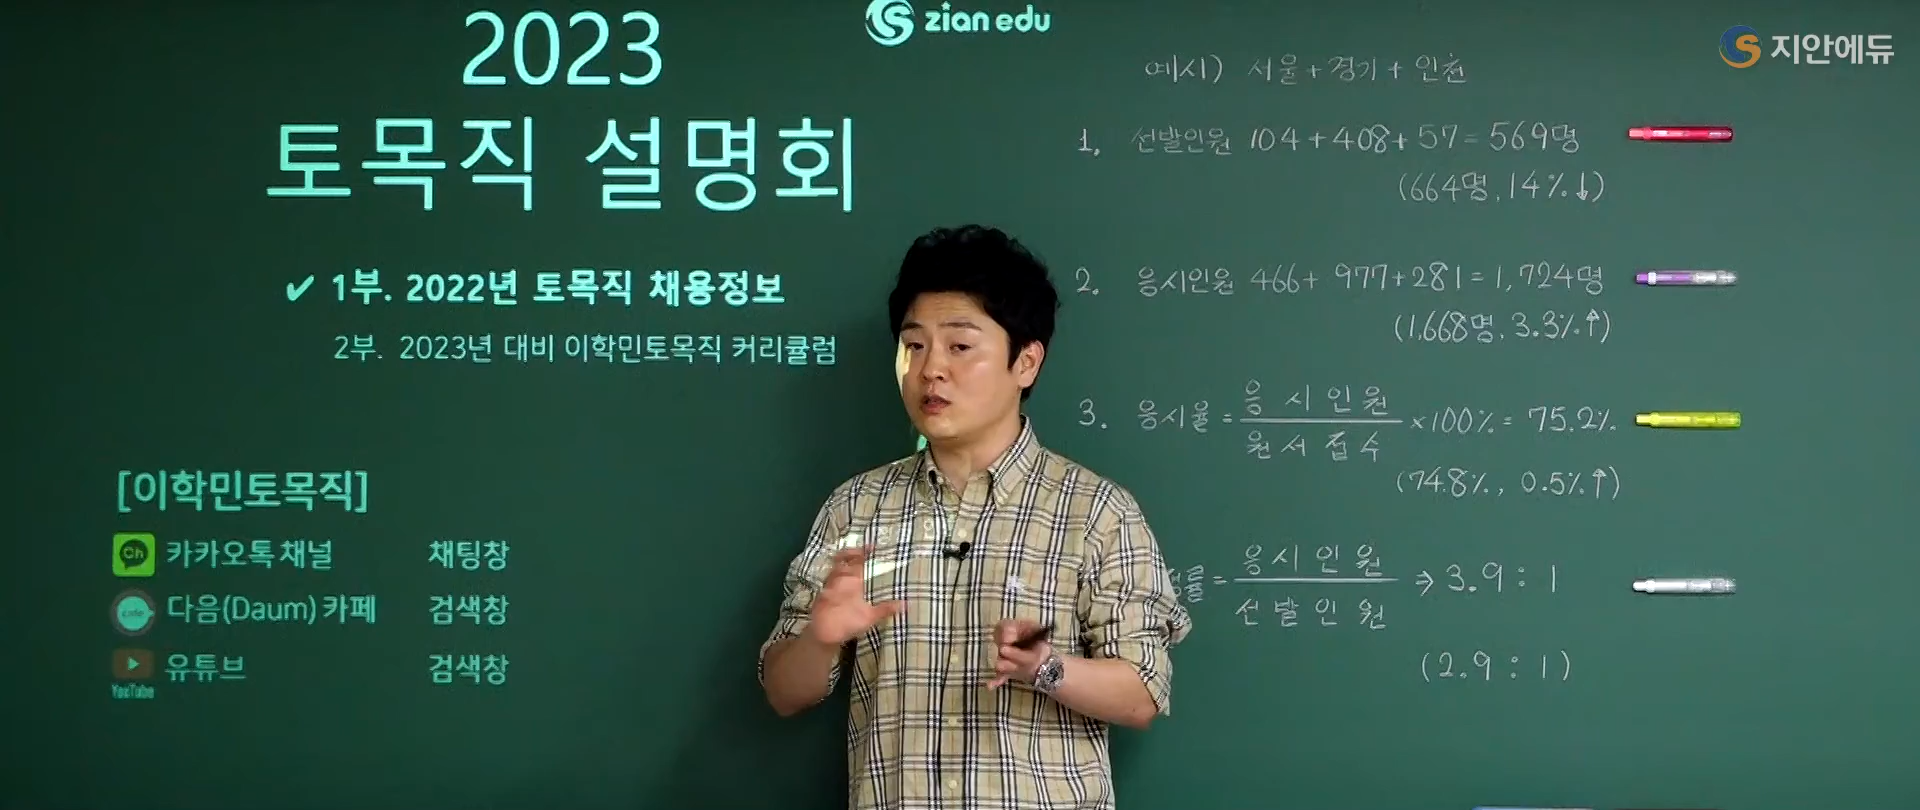 2023
토목직 설명회
✔ 1부. 2022년 토목직 채용정보
2부. 2023년 대비 이학민토목직 커리큘럼
[이학민토목직]
Ch 카카오톡 채널 채팅창
다음(Daum) 카페 검색창
유튜브 검색창
YouTube
zian edu
지안에듀
예시) 서울+경기+인천
1. 선발인원 104+408+57=569명
(664명, 14%↓)
2. 응시인원 466+977+281=1,724명
(1,668명, 3.3%↑)
3. 응시율 = 응시인원 / 원서접수 ×100% = 75.2%
(74.8%, 0.5%↑)
= 응시인원 / 선발인원 ⇒ 3.9 : 1
(2.9 : 1)